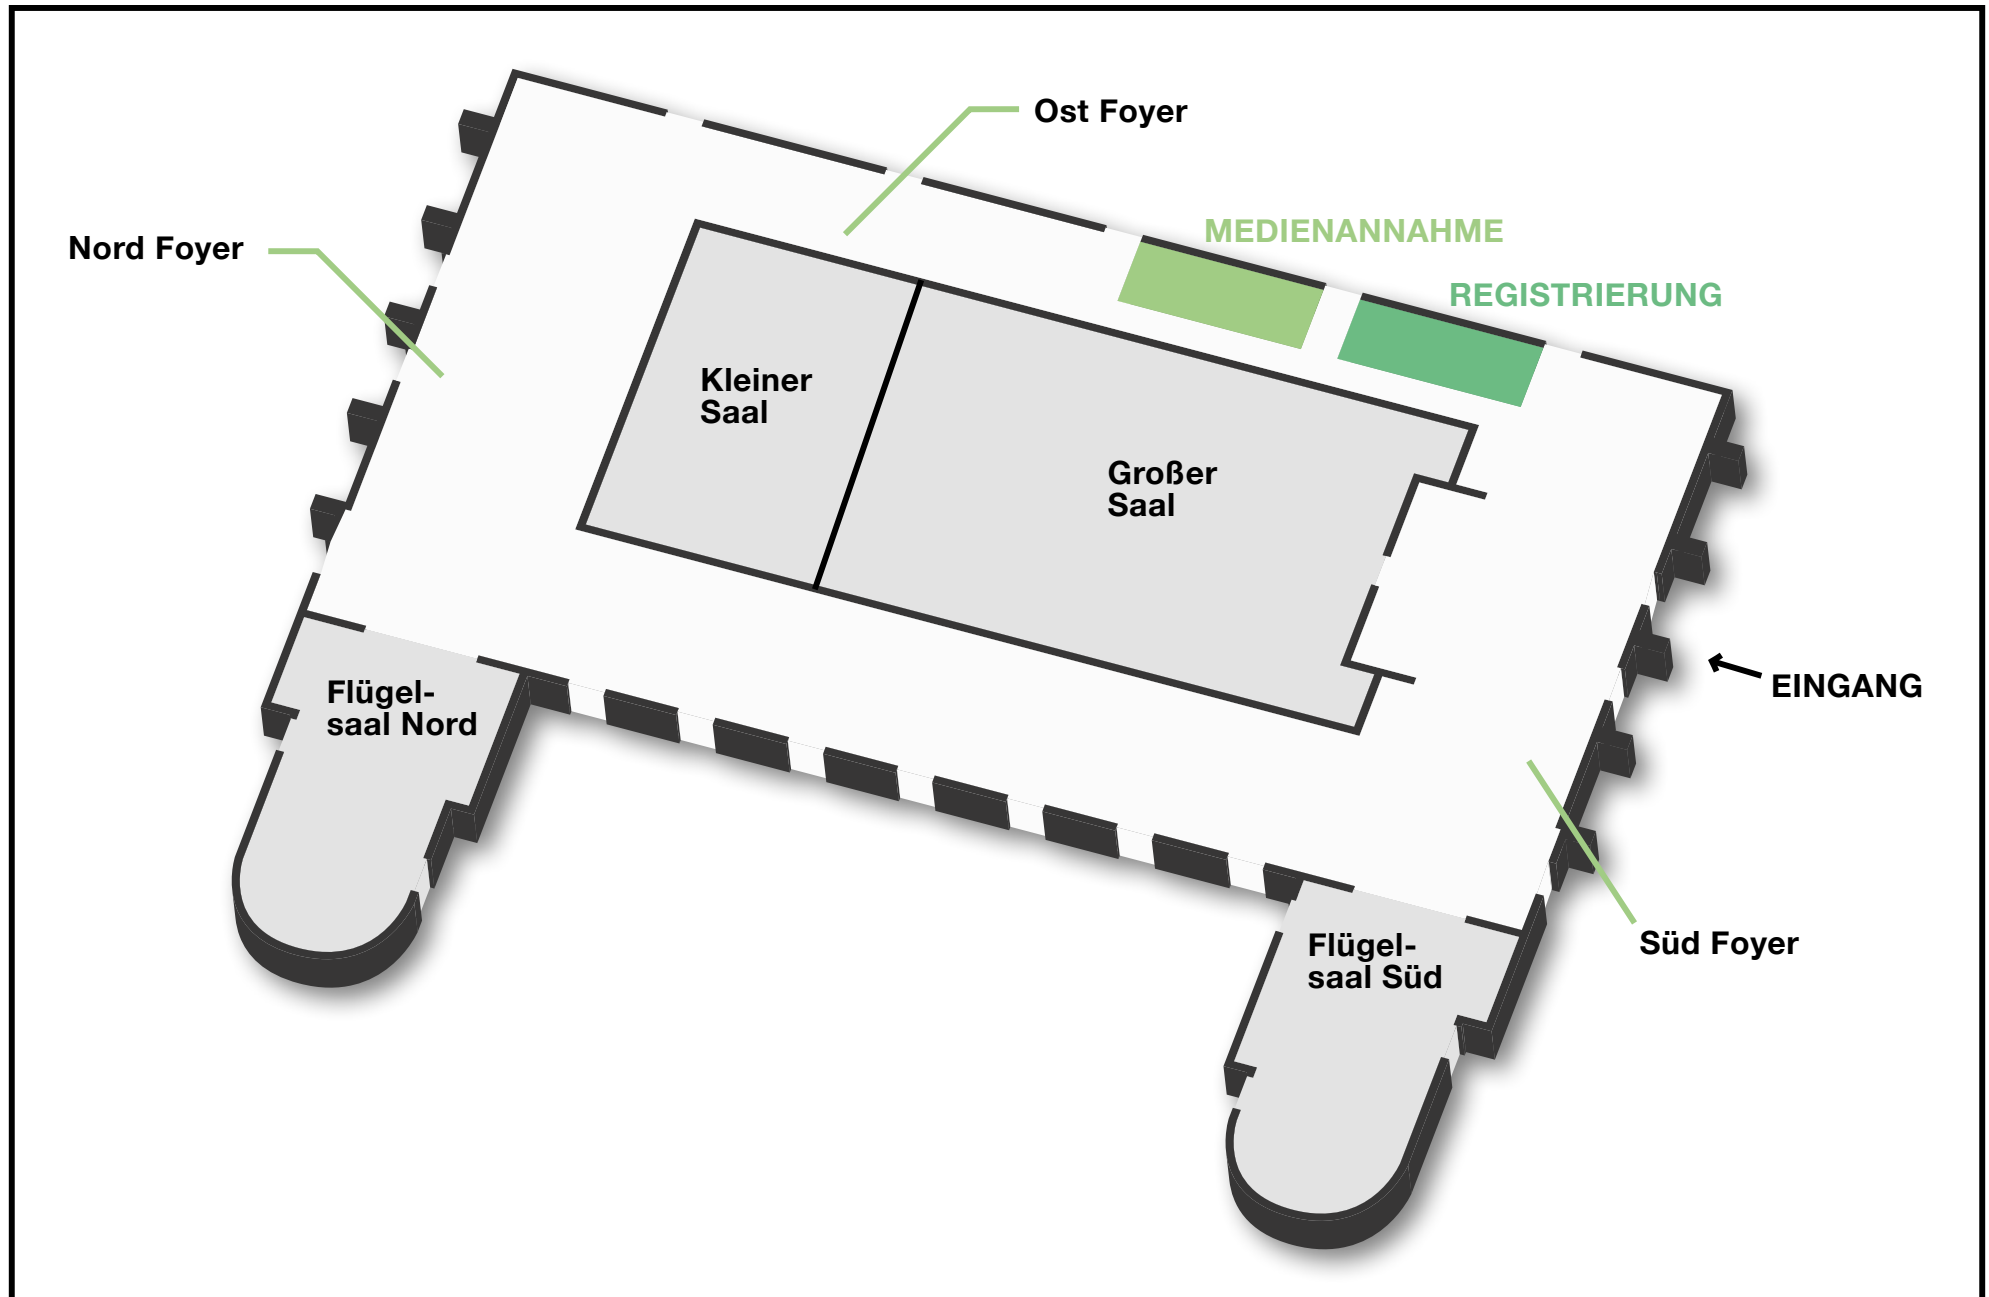 Ost Foyer
MEDIENANNAHME
Nord Foyer
REGISTRIERUNG
Kleiner
Saal
Großer
Saal
EINGANG
Flügel-
saal Nord
Süd Foyer
Flügel-
saal Süd